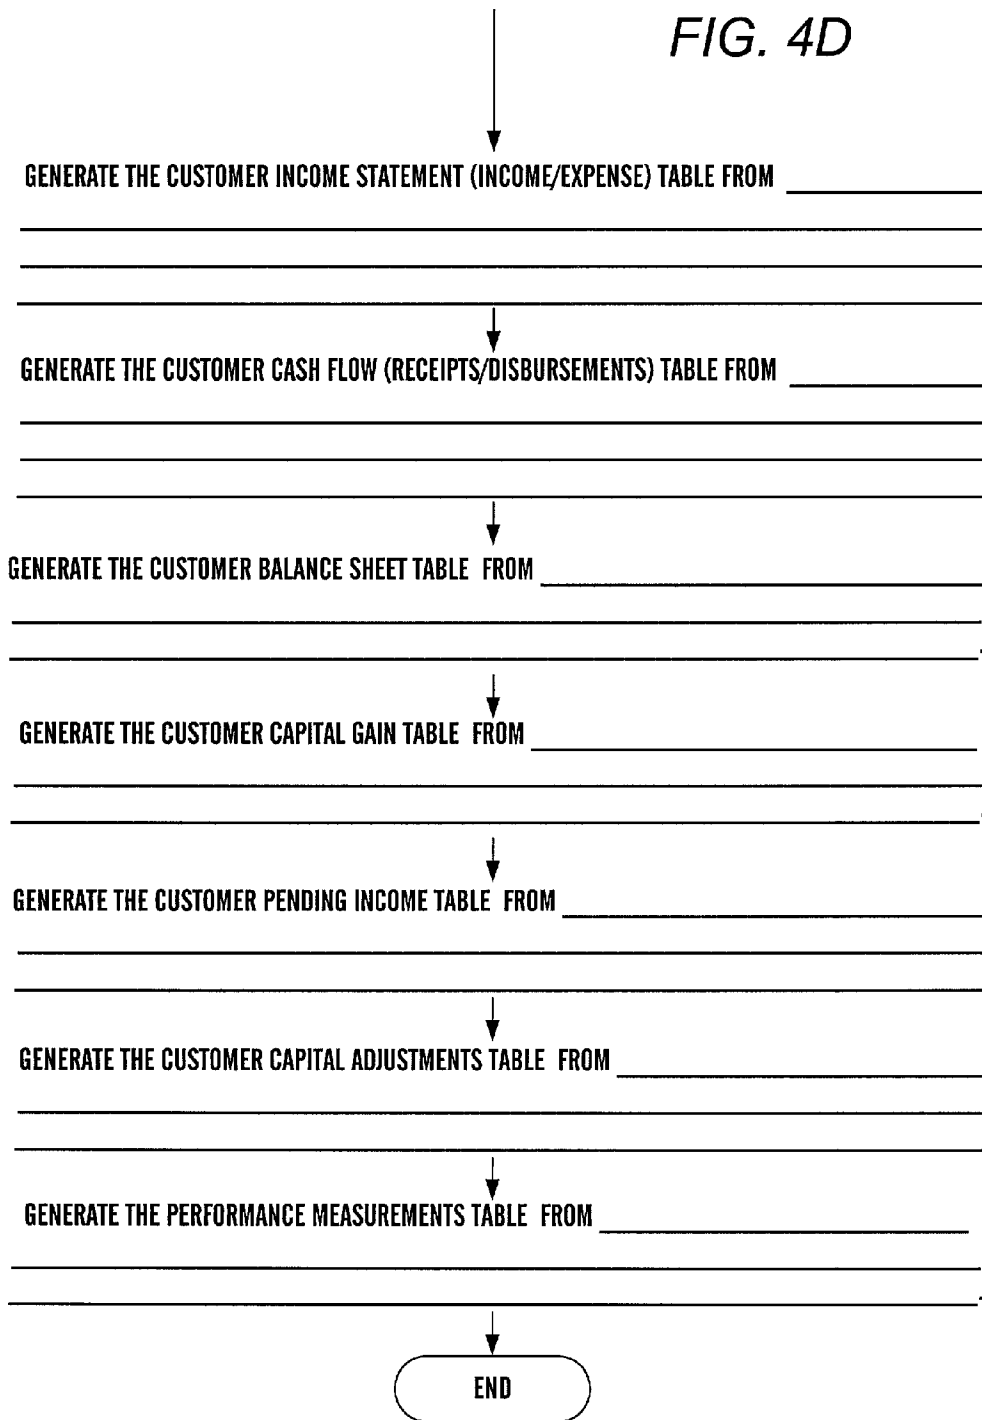 FIG. 4D
GENERATE THE CUSTOMER INCOME STATEMENT (INCOME/EXPENSE) TABLE FROM
GENERATE THE CUSTOMER CASH FLOW (RECEIPTS/DISBURSEMENTS) TABLE FROM
GENERATE THE CUSTOMER BALANCE SHEET TABLE FROM
GENERATE THE CUSTOMER CAPITAL GAIN TABLE FROM
GENERATE THE CUSTOMER PENDING INCOME TABLE FROM
GENERATE THE CUSTOMER CAPITAL ADJUSTMENTS TABLE FROM
GENERATE THE PERFORMANCE MEASUREMENTS TABLE FROM
END